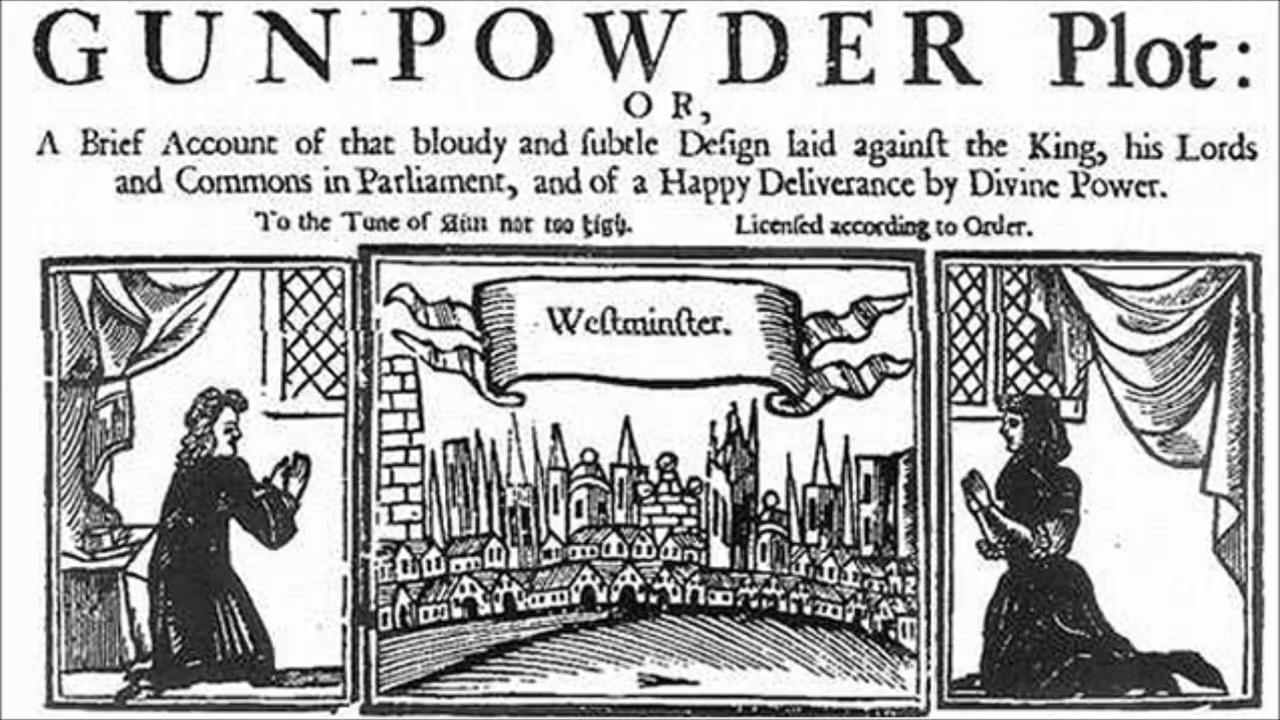 GUN-POWDER Plot:
OR,
A Brief Account of that bloudy and ſubtle Deſign laid againſt the King, his Lords
and Commons in Parliament, and of a Happy Deliverance by Divine Power.
To the Tune of not too high. Licenſed according to Order.
Weſtminſter.